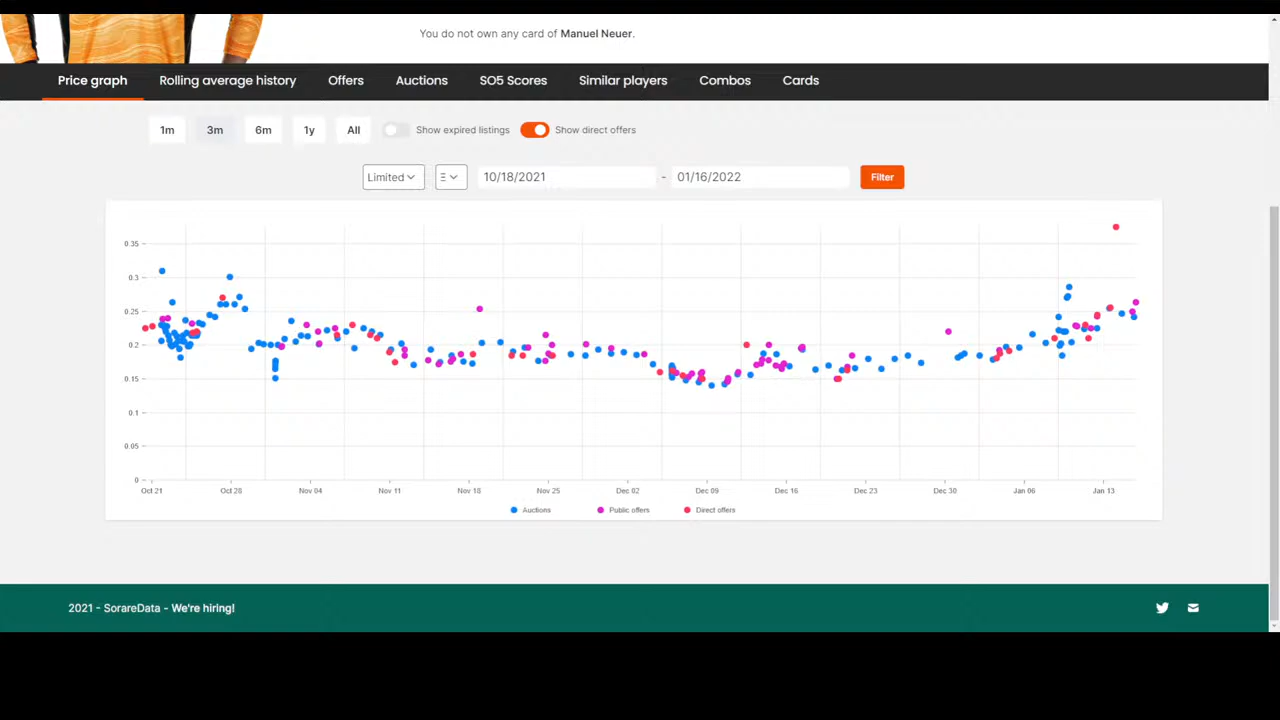 You do not own any card of Manuel Neuer.
Price graph Rolling average history Offers Auctions SO5 Scores Similar players Combos Cards
1m 3m 6m 1y All Show expired listings Show direct offers
Limited Ξ 10/18/2021 - 01/16/2022 Filter
0.35
0.3
0.25
0.2
0.15
0.1
0.05
0
Oct 21 Oct 28 Nov 04 Nov 11 Nov 18 Nov 25 Dec 02 Dec 09 Dec 16 Dec 23 Dec 30 Jan 06 Jan 13
Auctions Public offers Direct offers
2021 - SorareData - We're hiring!